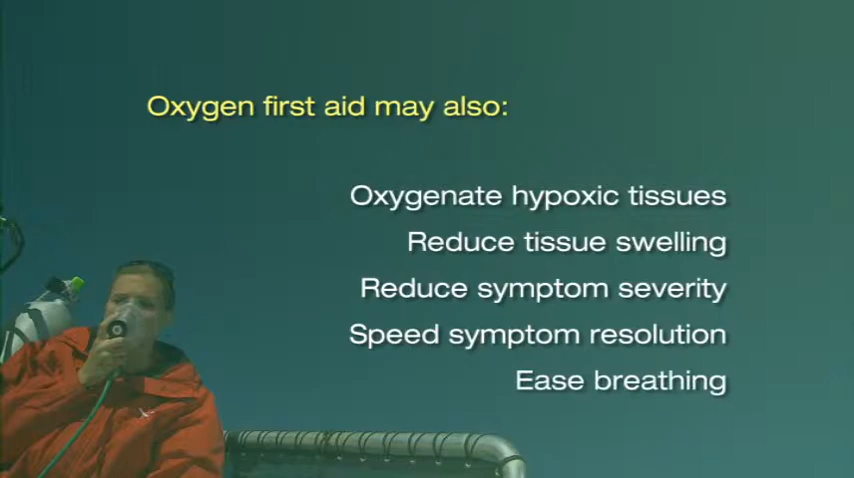 Oxygen first aid may also:
Oxygenate hypoxic tissues
Reduce tissue swelling
Reduce symptom severity
Speed symptom resolution
Ease breathing